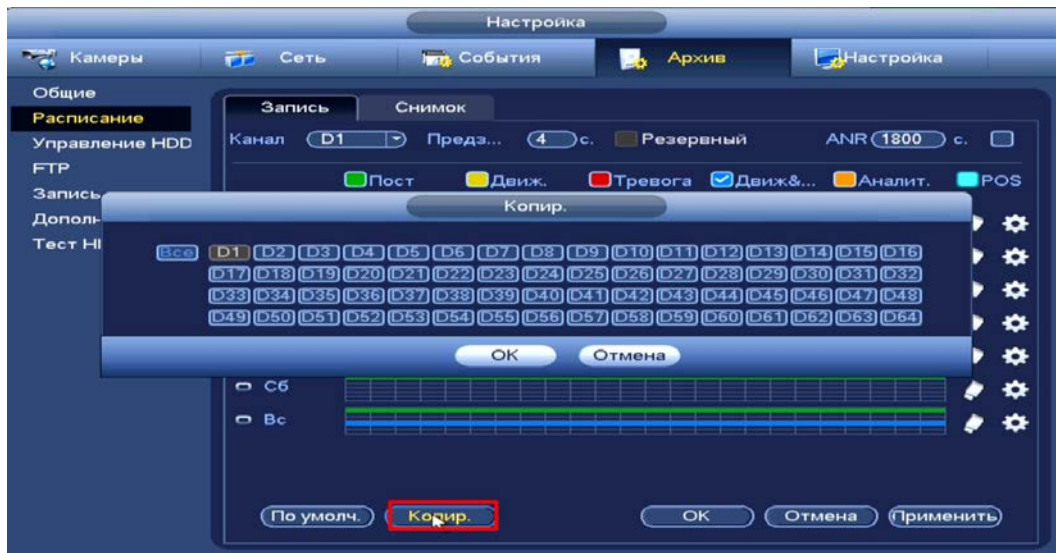 Настройка
Камеры Сеть События Архив Настройка
Общие
Расписание
Управление HDD
FTP
Запись
Тест
Запись Снимок
Канал D1 Предз... 4 с. Резервный ANR 1800 с.
Пост Движ. Тревога Движ&... Аналит. POS
Копир.
Все D1 D2 D3 D4 D5 D6 D7 D8 D9 D10 D11 D12 D13 D14 D15 D16
D17 D18 D19 D20 D21 D22 D23 D24 D25 D26 D27 D28 D29 D30 D31 D32
D33 D34 D35 D36 D37 D38 D39 D40 D41 D42 D43 D44 D45 D46 D47 D48
D49 D50 D51 D52 D53 D54 D55 D56 D57 D58 D59 D60 D61 D62 D63 D64
OK Отмена
Сб
Вс
По умолч. Копир. OK Отмена Применить